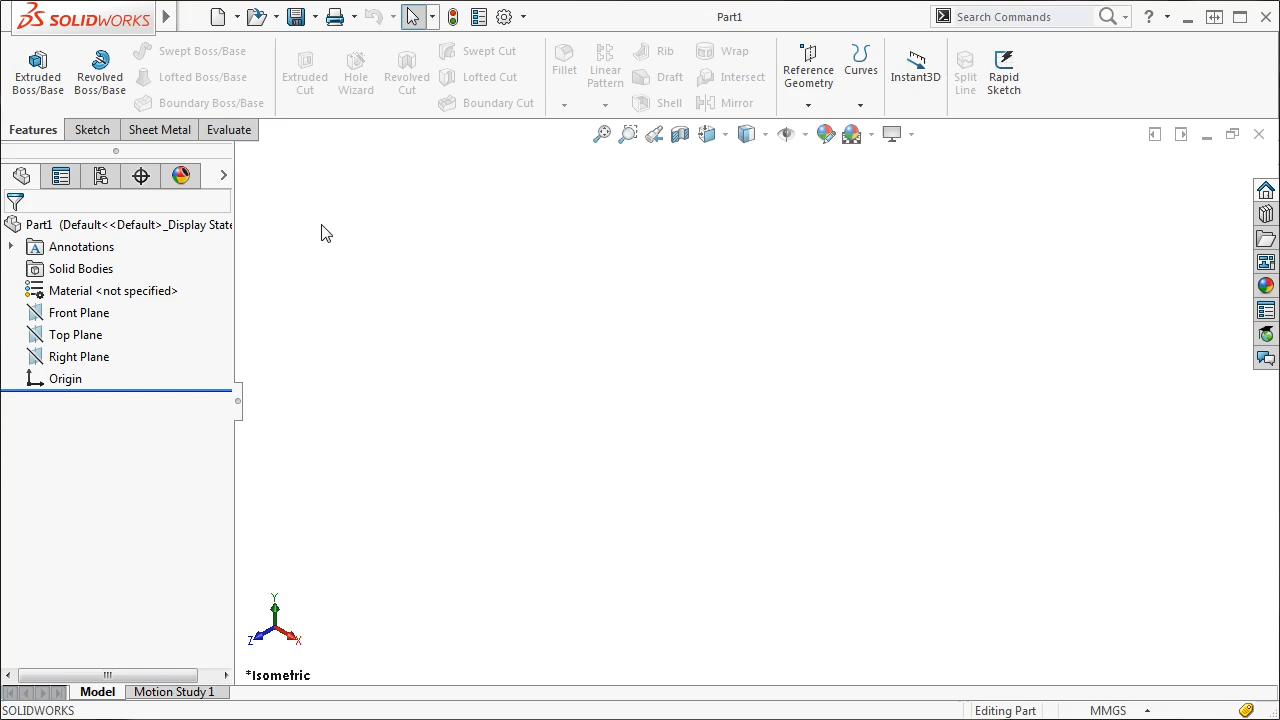 SOLIDWORKS
Part1
Search Commands
?
Extruded
Boss/Base
Revolved
Boss/Base
Swept Boss/Base
Lofted Boss/Base
Boundary Boss/Base
Extruded
Cut
Hole
Wizard
Revolved
Cut
Swept Cut
Lofted Cut
Boundary Cut
Fillet
Linear
Pattern
Rib
Draft
Shell
Wrap
Intersect
Mirror
Reference
Geometry
Curves
Instant3D
Split
Line
Rapid
Sketch
Features
Sketch
Sheet Metal
Evaluate
Part1 (Default<<Default>_Display State
Annotations
Solid Bodies
Material <not specified>
Front Plane
Top Plane
Right Plane
Origin
Y
Z
X
*Isometric
Model
Motion Study 1
SOLIDWORKS
Editing Part
MMGS